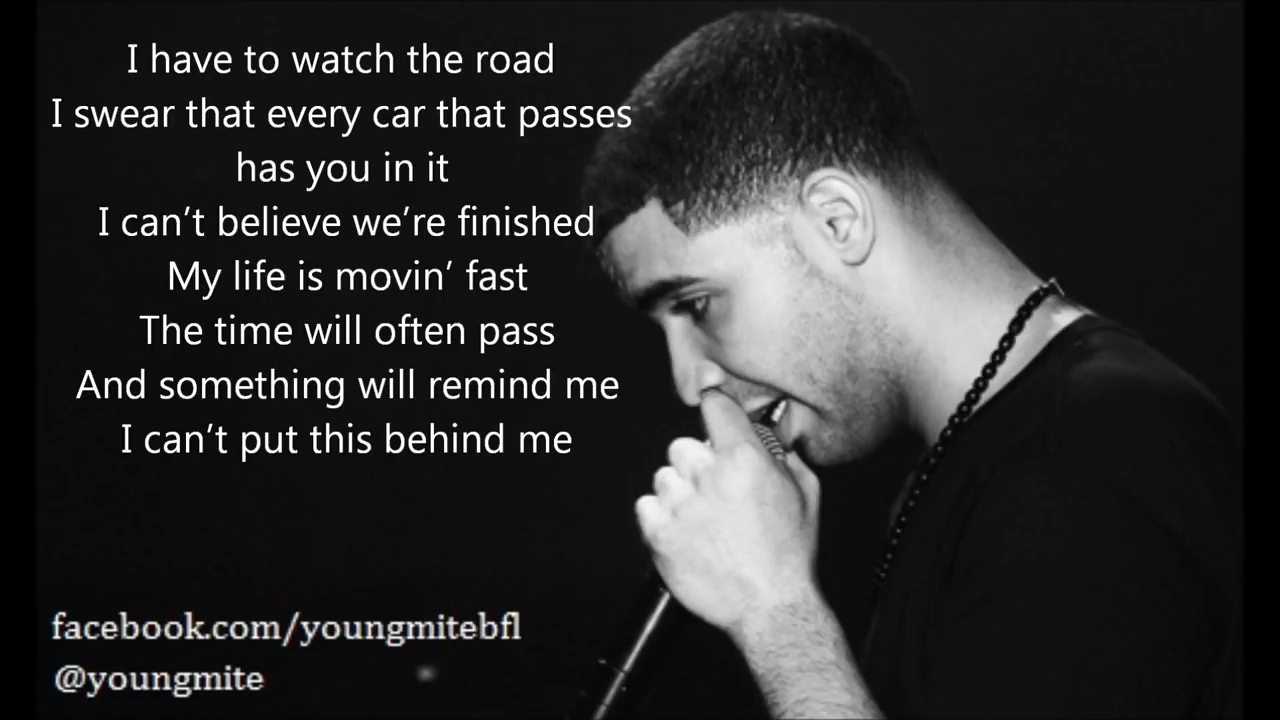 I have to watch the road
I swear that every car that passes
has you in it
I can’t believe we’re finished
My life is movin’ fast
The time will often pass
And something will remind me
I can’t put this behind me
facebook.com/youngmitebfl
@youngmite